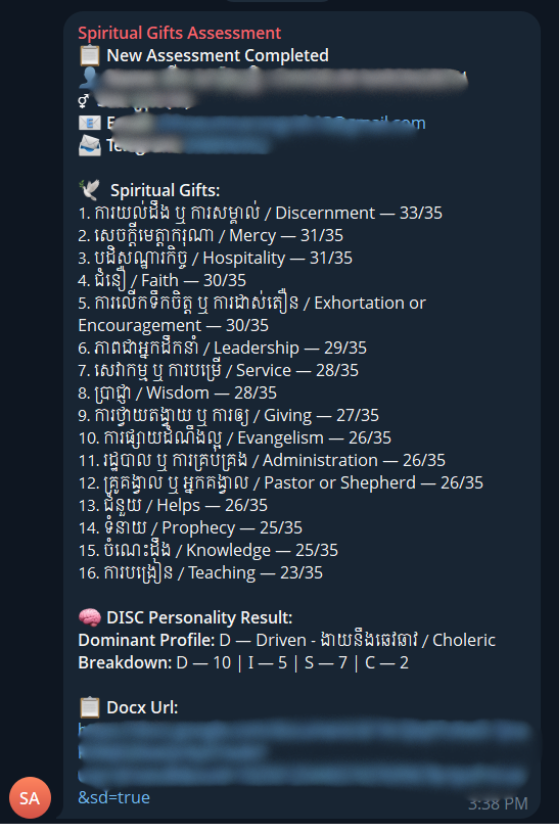 Spiritual Gifts Assessment
New Assessment Completed
Spiritual Gifts:
1. ការយល់ដឹង ឬ ការសម្គាល់ / Discernment — 33/35
2. សេចក្តីមេត្តាករុណា / Mercy — 31/35
3. បដិសណ្ឋារកិច្ច / Hospitality — 31/35
4. ជំនឿ / Faith — 30/35
5. ការលើកទឹកចិត្ត ឬ ការដាស់តឿន / Exhortation or
Encouragement — 30/35
6. ភាពជាអ្នកដឹកនាំ / Leadership — 29/35
7. សេវាកម្ម ឬ ការបម្រើ / Service — 28/35
8. ប្រាជ្ញា / Wisdom — 28/35
9. ការថ្វាយតង្វាយ ឬ ការឲ្យ / Giving — 27/35
10. ការផ្សាយដំណឹងល្អ / Evangelism — 26/35
11. រដ្ឋបាល ឬ ការគ្រប់គ្រង / Administration — 26/35
12. គ្រូគង្វាល ឬ អ្នកគង្វាល / Pastor or Shepherd — 26/35
13. ជំនួយ / Helps — 26/35
14. ទំនាយ / Prophecy — 25/35
15. ចំណេះដឹង / Knowledge — 25/35
16. ការបង្រៀន / Teaching — 23/35
DISC Personality Result:
Dominant Profile: D — Driven - ងាយនឹងឆេវឆាវ / Choleric
Breakdown: D — 10 | I — 5 | S — 7 | C — 2
Docx Url:
&sd=true
SA
3:38 PM